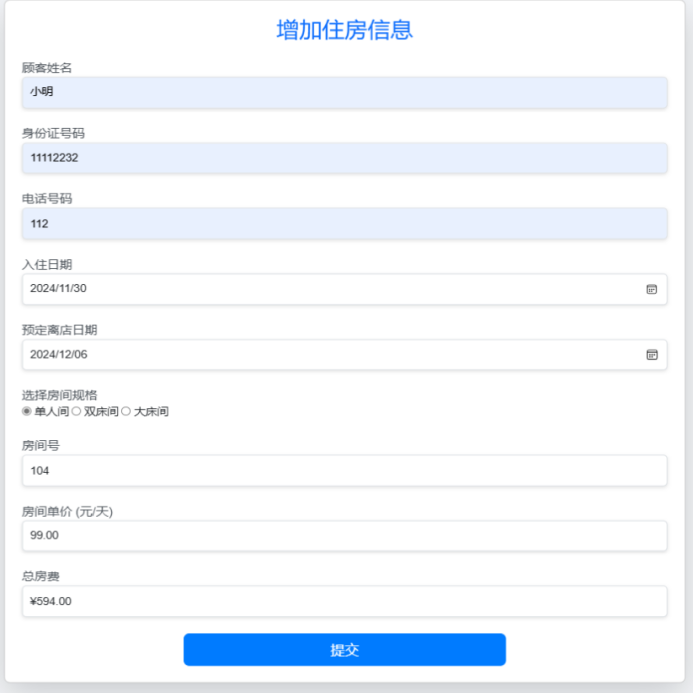 增加住房信息
顾客姓名
小明
身份证号码
11112232
电话号码
112
入住日期
2024/11/30
预定离店日期
2024/12/06
选择房间规格
单人间 双床间 大床间
房间号
104
房间单价 (元/天)
99.00
总房费
¥594.00
提交